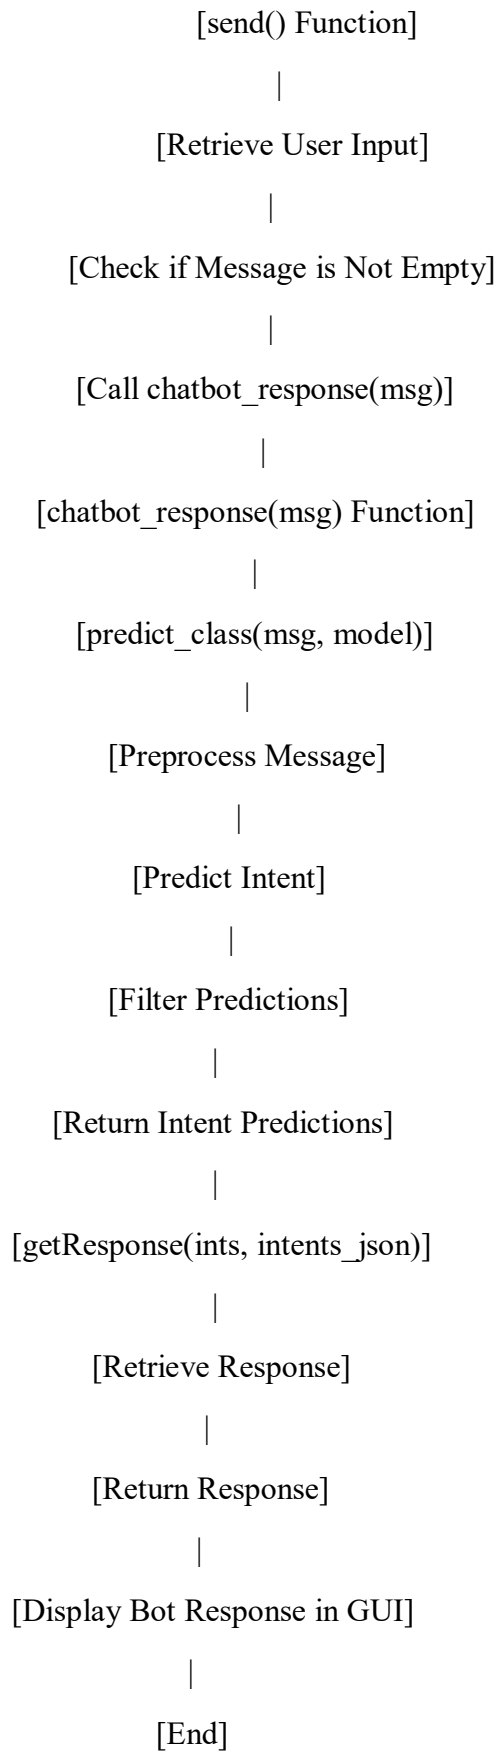 [send() Function]
|
[Retrieve User Input]
|
[Check if Message is Not Empty]
|
[Call chatbot_response(msg)]
|
[chatbot_response(msg) Function]
|
[predict_class(msg, model)]
|
[Preprocess Message]
|
[Predict Intent]
|
[Filter Predictions]
|
[Return Intent Predictions]
|
[getResponse(ints, intents_json)]
|
[Retrieve Response]
|
[Return Response]
|
[Display Bot Response in GUI]
|
[End]